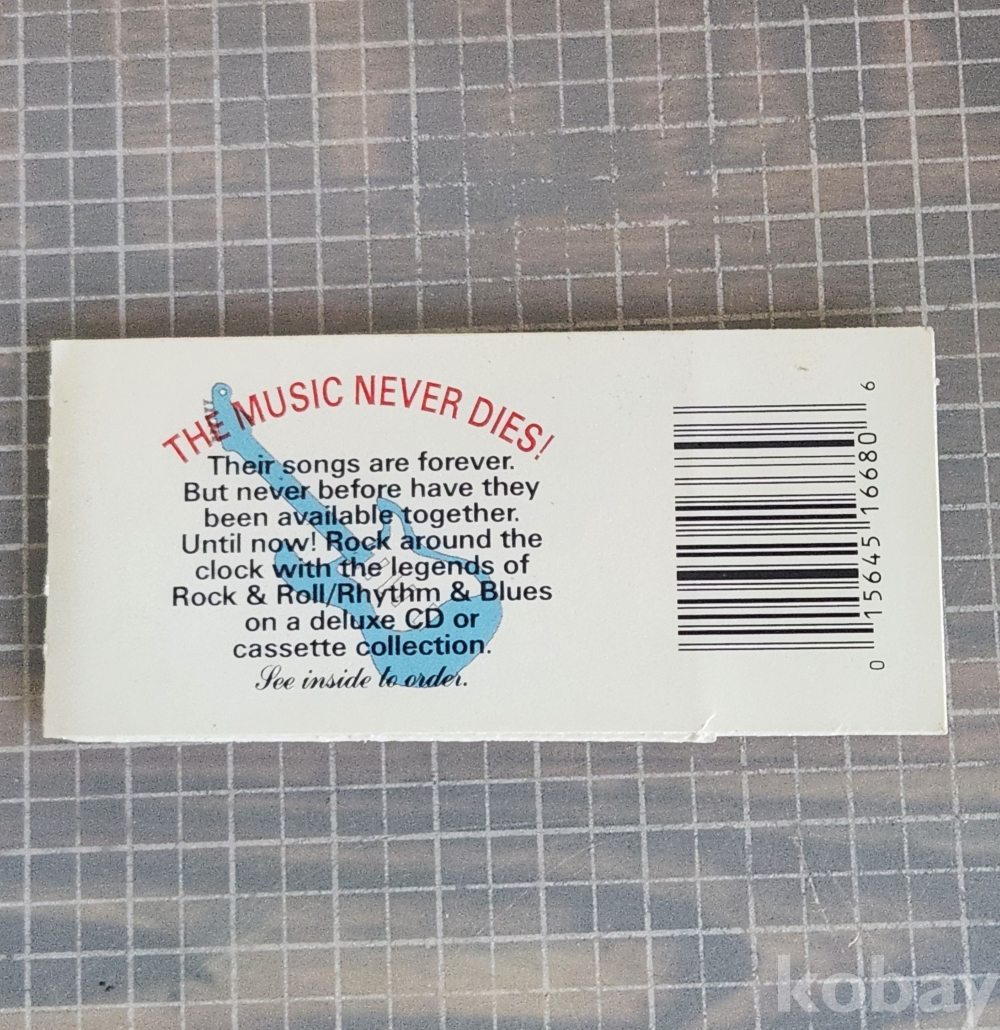 THE MUSIC NEVER DIES!
Their songs are forever.
But never before have they
been available together.
Until now! Rock around the
clock with the legends of
Rock & Roll/Rhythm & Blues
on a deluxe CD or
cassette collection.
See inside to order.
0 15645 16680 6
kobay